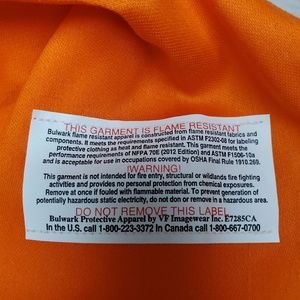 THIS GARMENT IS FLAME RESISTANT
Bulwark flame resistant apparel is constructed from flame resistant fabrics and
components. It meets the requirements specified in ASTM F2302-08 for labeling
protective clothing as heat and flame resistant. This garment meets the
performance requirements of NFPA 70E (2012 Edition) and ASTM F1506-10a
and is acceptable for use in occupations covered by OSHA Final Rule 1910.269.
!WARNING!
This garment is not intended for fire entry, structural or wildlands fire fighting
activities and provides no personal protection from chemical exposures.
Remove at once if fouled with flammable material. To prevent generation of
potentially hazardous static electricity, do not don or remove in a hazardous area.
DO NOT REMOVE THIS LABEL
Bulwark Protective Apparel by VF Imagewear Inc. E7285CA
In the U.S. call 1-800-223-3372 In Canada call 1-800-667-0700